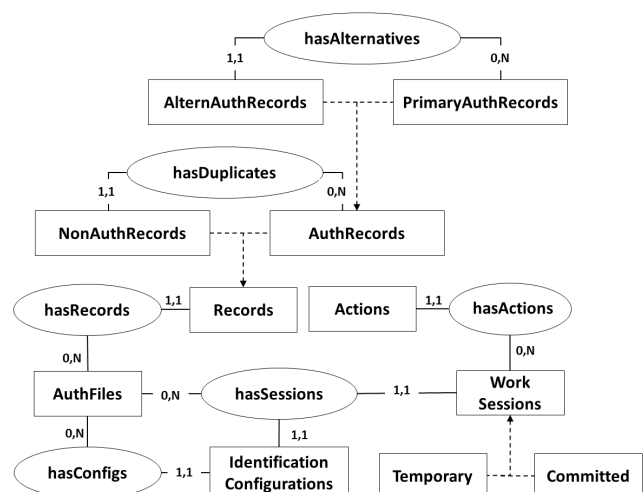 hasAlternatives
1,1
0,N
AlternAuthRecords
PrimaryAuthRecords
hasDuplicates
1,1
0,N
NonAuthRecords
AuthRecords
hasRecords
1,1
Records
Actions
1,1
hasActions
0,N
0,N
AuthFiles
0,N
hasSessions
1,1
Work
Sessions
0,N
1,1
hasConfigs
1,1
Identification
Configurations
Temporary
Committed